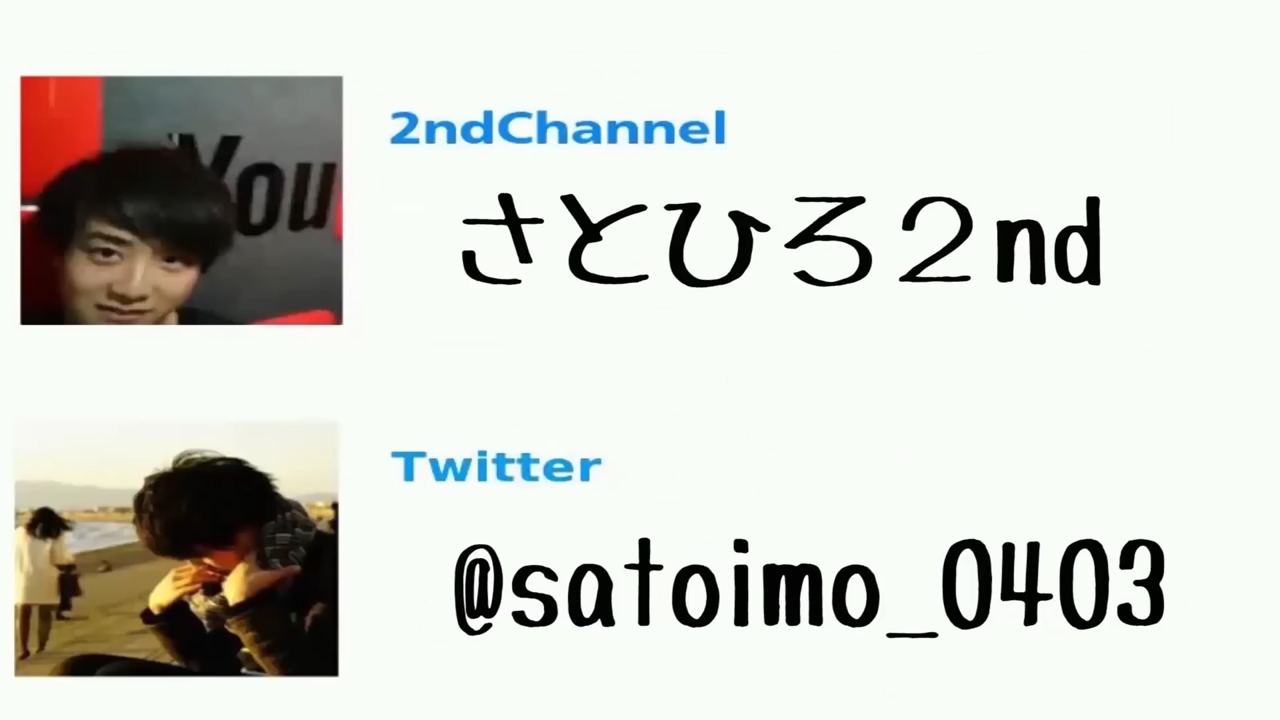 You
2ndChannel
さとひろ２nd
Twitter
@satoimo_0403